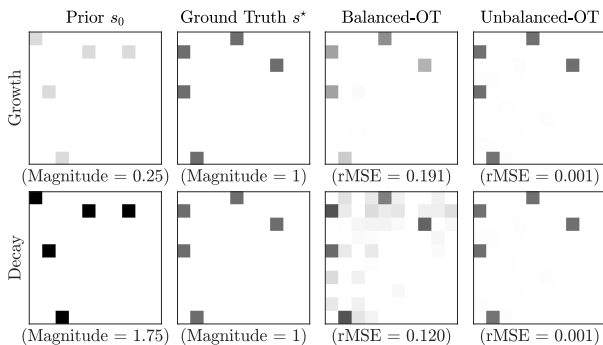 Prior s₀ Ground Truth s⋆ Balanced-OT Unbalanced-OT
Growth
(Magnitude = 0.25) (Magnitude = 1) (rMSE = 0.191) (rMSE = 0.001)
Decay
(Magnitude = 1.75) (Magnitude = 1) (rMSE = 0.120) (rMSE = 0.001)